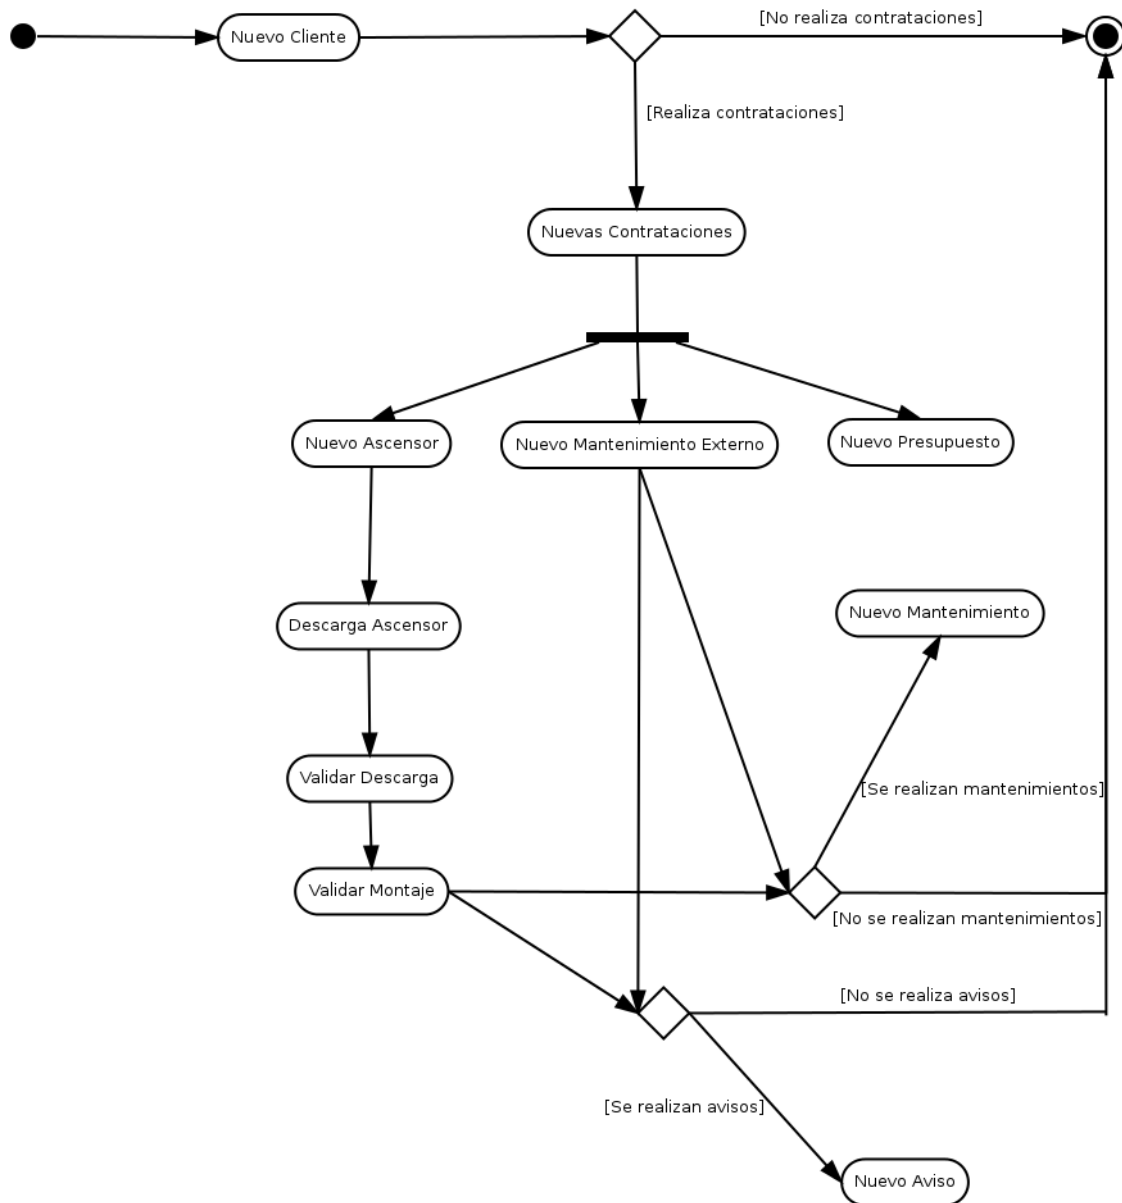 [No realiza contrataciones]
Nuevo Cliente
[Realiza contrataciones]
Nuevas Contrataciones
Nuevo Ascensor
Nuevo Mantenimiento Externo
Nuevo Presupuesto
Nuevo Mantenimiento
Descarga Ascensor
Validar Descarga
[Se realizan mantenimientos]
Validar Montaje
[No se realizan mantenimientos]
[No se realiza avisos]
[Se realizan avisos]
Nuevo Aviso